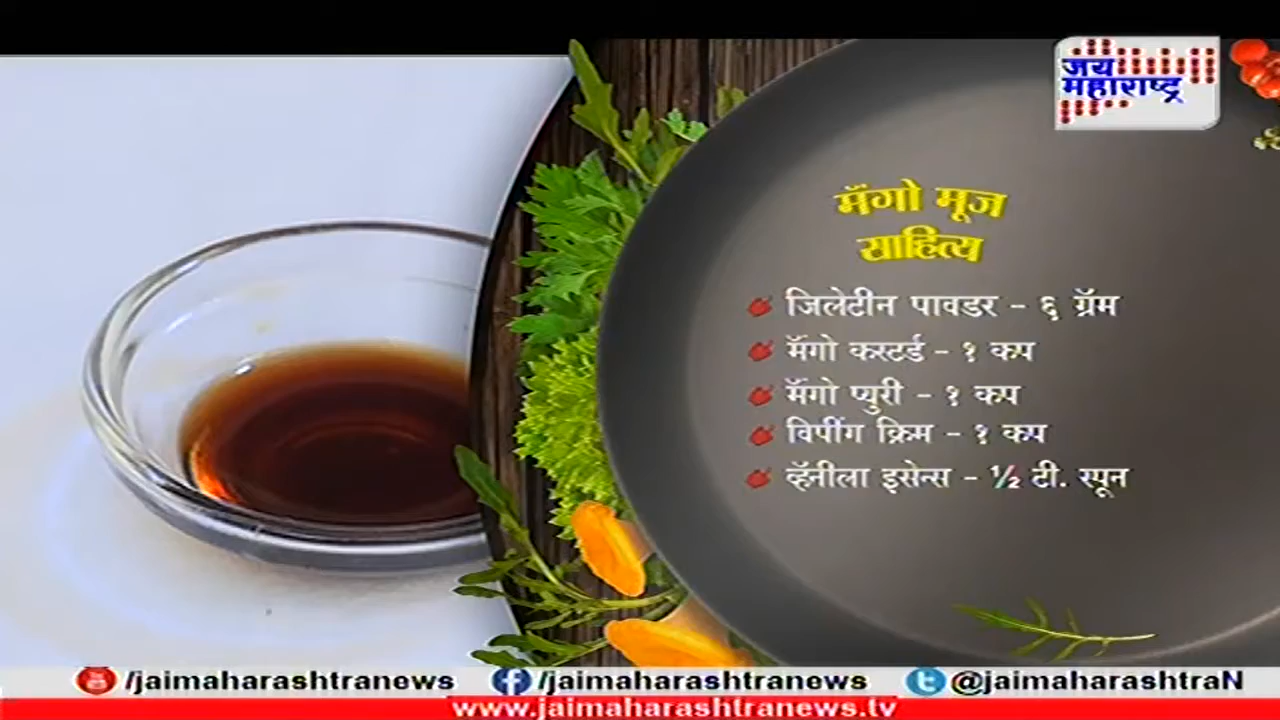 जय
महाराष्ट्र
मॅंगो मूज
साहित्य
जिलेटीन पावडर – ६ ग्रॅम
मॅंगो कस्टर्ड – १ कप
मॅंगो प्युरी – १ कप
विपींग क्रिम – १ कप
व्हॅनीला इसेन्स – ½ टी. स्पून
/jaimaharashtranews /jaimaharashtranews @jaimaharashtraN
www.jaimaharashtranews.tv